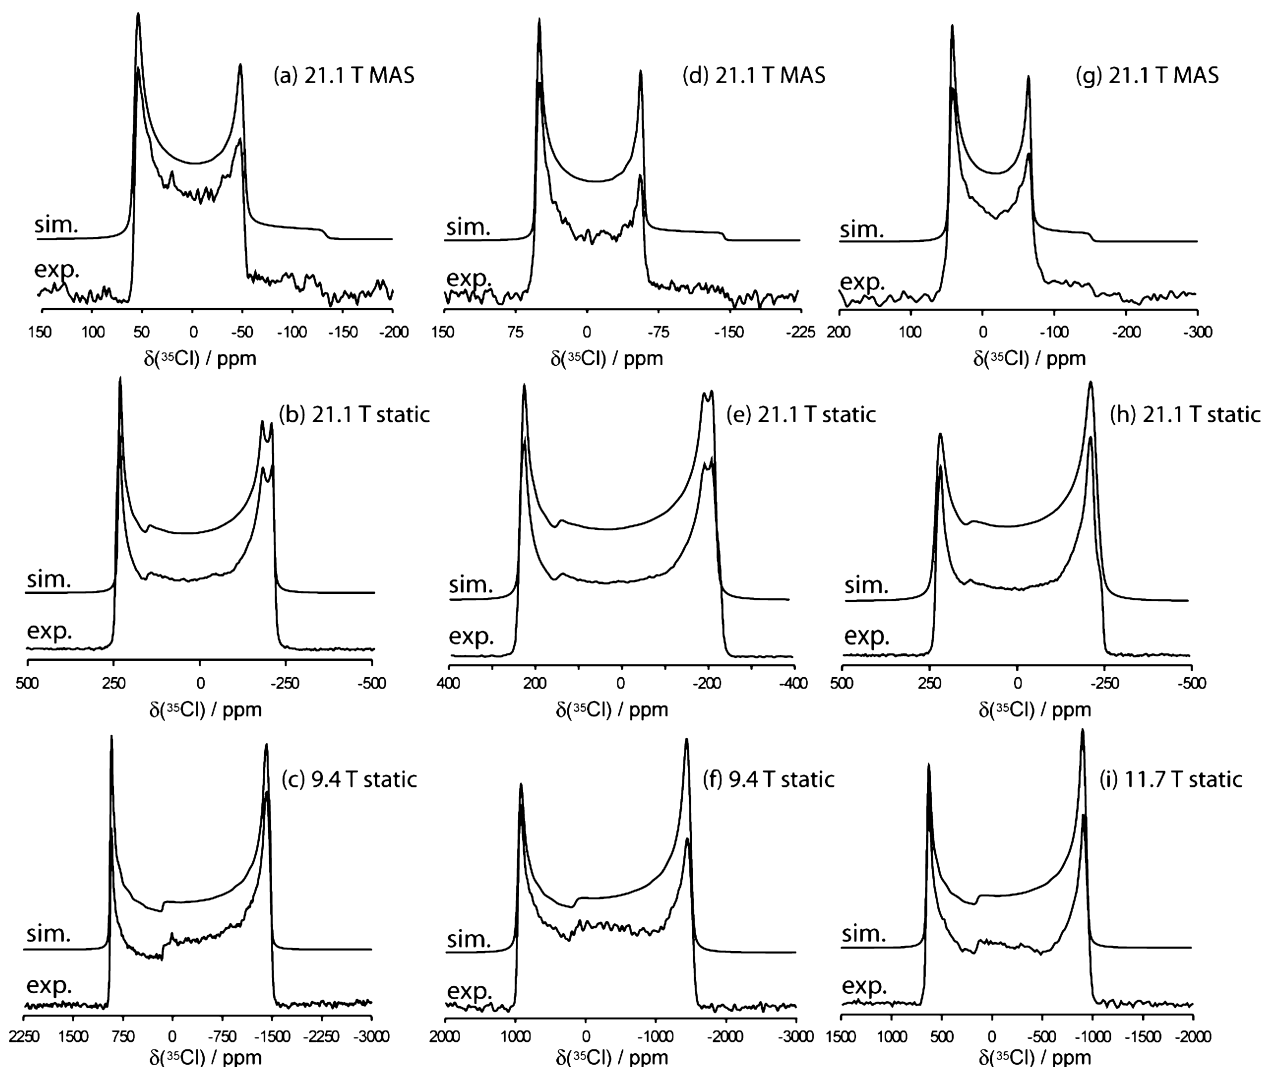 (a) 21.1 T MAS
sim.
exp.
150 100 50 0 -50 -100 -150 -200
δ(³⁵Cl) / ppm
(d) 21.1 T MAS
sim.
exp.
150 75 0 -75 -150 -225
δ(³⁵Cl) / ppm
(g) 21.1 T MAS
sim.
exp.
200 100 0 -100 -200 -300
δ(³⁵Cl) / ppm
(b) 21.1 T static
sim.
exp.
500 250 0 -250 -500
δ(³⁵Cl) / ppm
(e) 21.1 T static
sim.
exp.
400 200 0 -200 -400
δ(³⁵Cl) / ppm
(h) 21.1 T static
sim.
exp.
500 250 0 -250 -500
δ(³⁵Cl) / ppm
(c) 9.4 T static
sim.
exp.
2250 1500 750 0 -750 -1500 -2250 -3000
δ(³⁵Cl) / ppm
(f) 9.4 T static
sim.
exp.
2000 1000 0 -1000 -2000 -3000
δ(³⁵Cl) / ppm
(i) 11.7 T static
sim.
exp.
1500 1000 500 0 -500 -1000 -1500 -2000
δ(³⁵Cl) / ppm